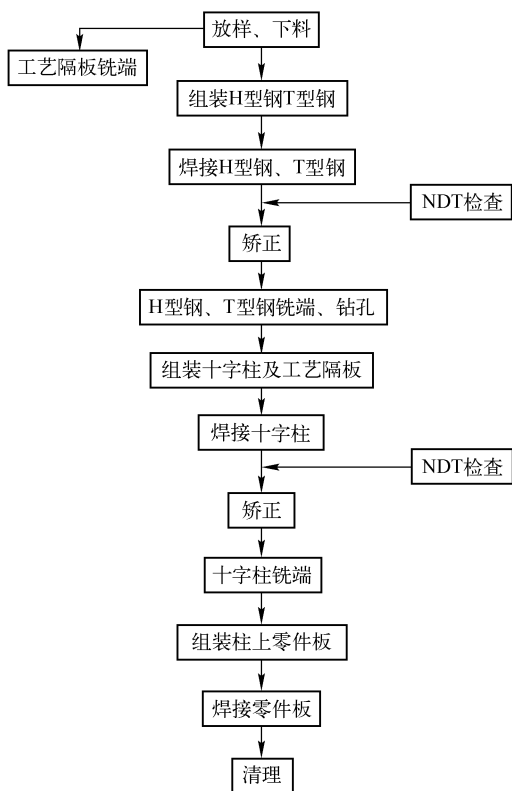 放样、下料
工艺隔板铣端
组装H型钢T型钢
焊接H型钢、T型钢
NDT检查
矫正
H型钢、T型钢铣端、钻孔
组装十字柱及工艺隔板
焊接十字柱
NDT检查
矫正
十字柱铣端
组装柱上零件板
焊接零件板
清理